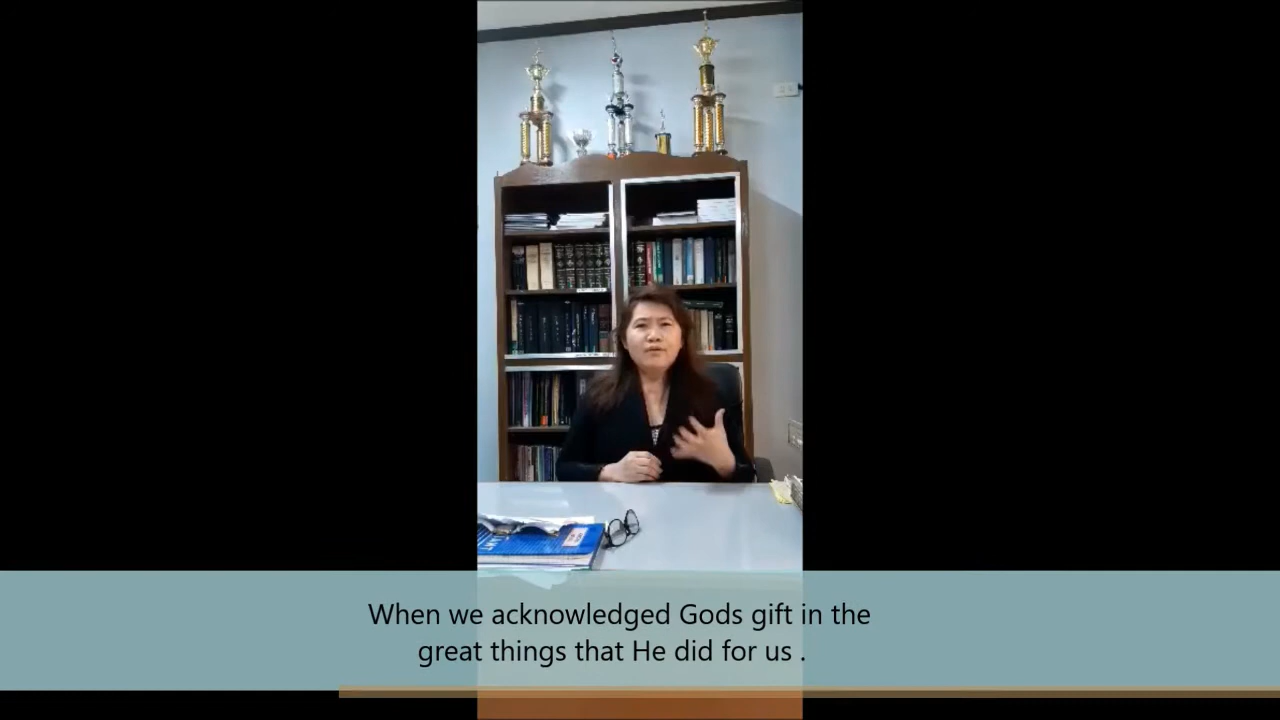 When we acknowledged Gods gift in the
great things that He did for us .